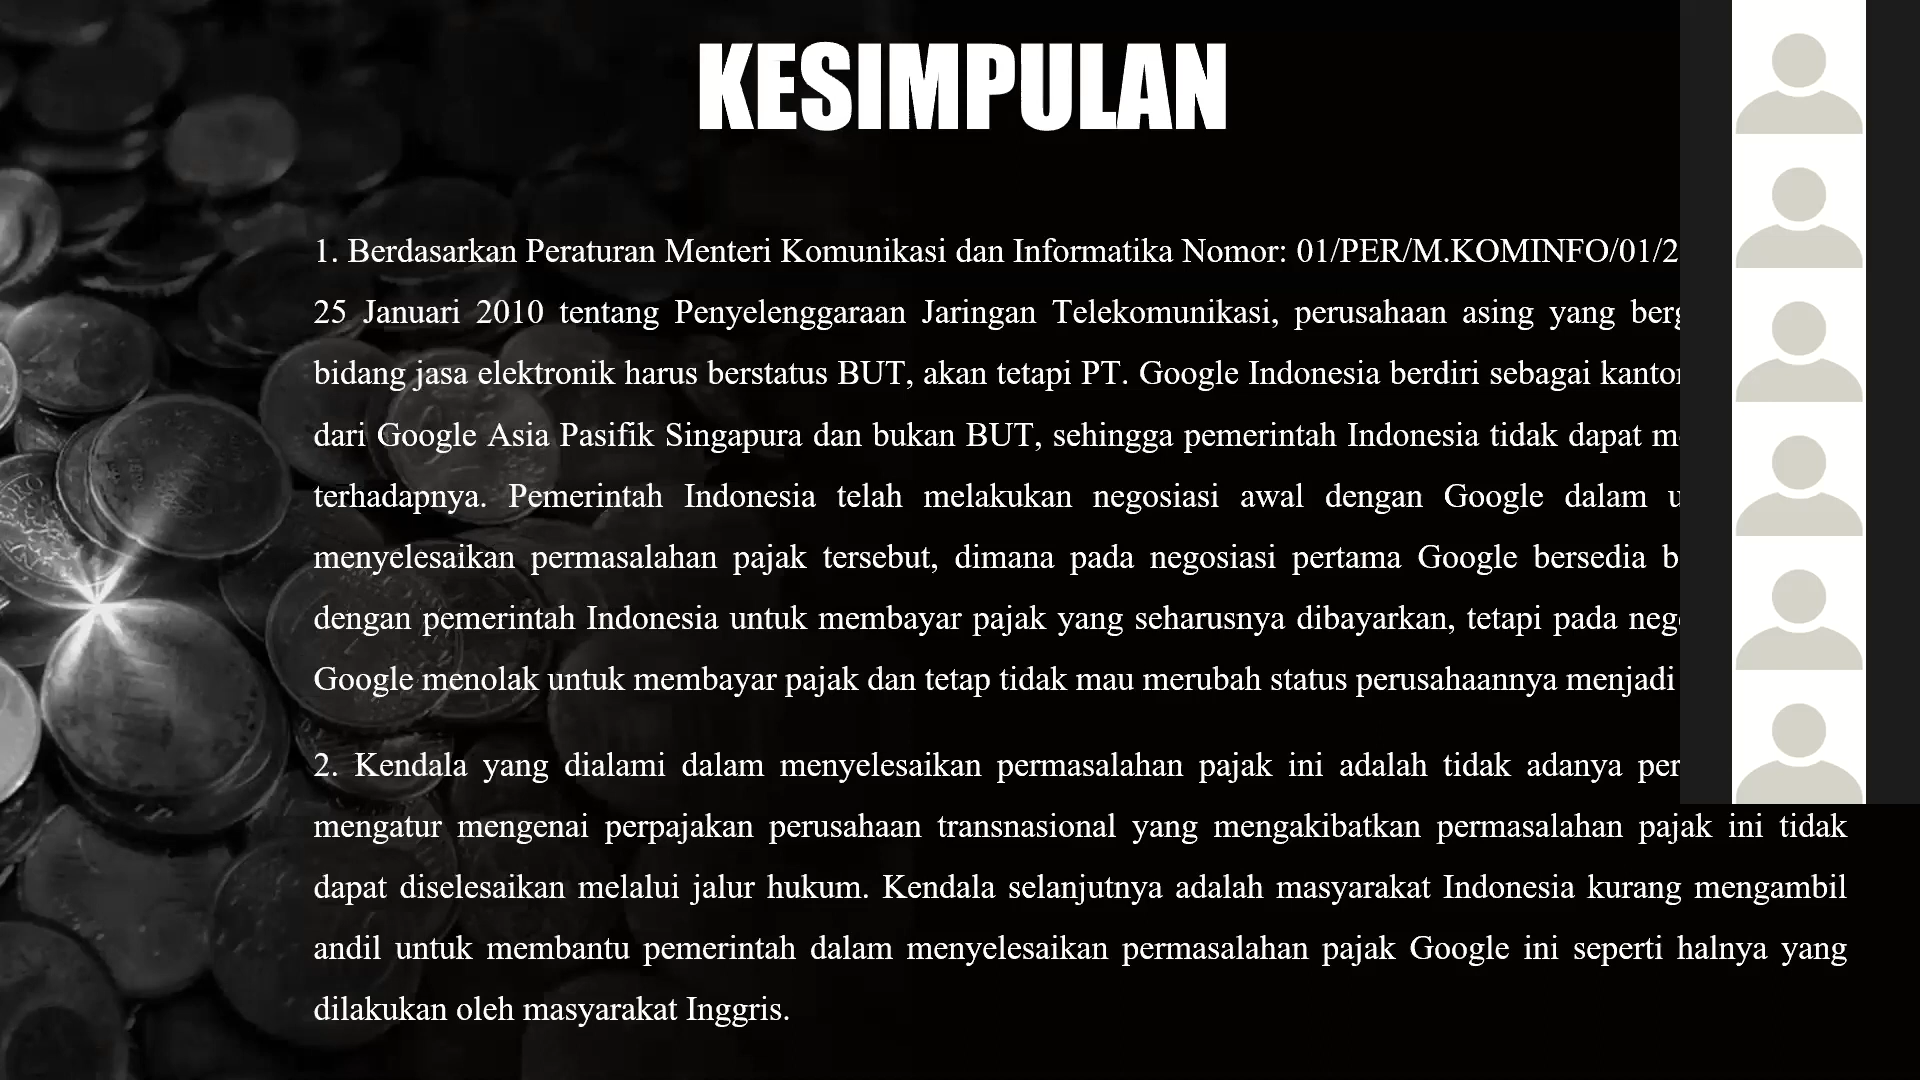 KESIMPULAN
1. Berdasarkan Peraturan Menteri Komunikasi dan Informatika Nomor: 01/PER/M.KOMINFO/01/2
25 Januari 2010 tentang Penyelenggaraan Jaringan Telekomunikasi, perusahaan asing yang
bidang jasa elektronik harus berstatus BUT, akan tetapi PT. Google Indonesia berdiri sebagai
dari Google Asia Pasifik Singapura dan bukan BUT, sehingga pemerintah Indonesia tidak dapat
terhadapnya. Pemerintah Indonesia telah melakukan negosiasi awal dengan Google dalam
menyelesaikan permasalahan pajak tersebut, dimana pada negosiasi pertama Google bersedia
dengan pemerintah Indonesia untuk membayar pajak yang seharusnya dibayarkan, tetapi pada
Google menolak untuk membayar pajak dan tetap tidak mau merubah status perusahaannya menjadi
2. Kendala yang dialami dalam menyelesaikan permasalahan pajak ini adalah tidak adanya
mengatur mengenai perpajakan perusahaan transnasional yang mengakibatkan permasalahan pajak ini tidak
dapat diselesaikan melalui jalur hukum. Kendala selanjutnya adalah masyarakat Indonesia kurang mengambil
andil untuk membantu pemerintah dalam menyelesaikan permasalahan pajak Google ini seperti halnya yang
dilakukan oleh masyarakat Inggris.